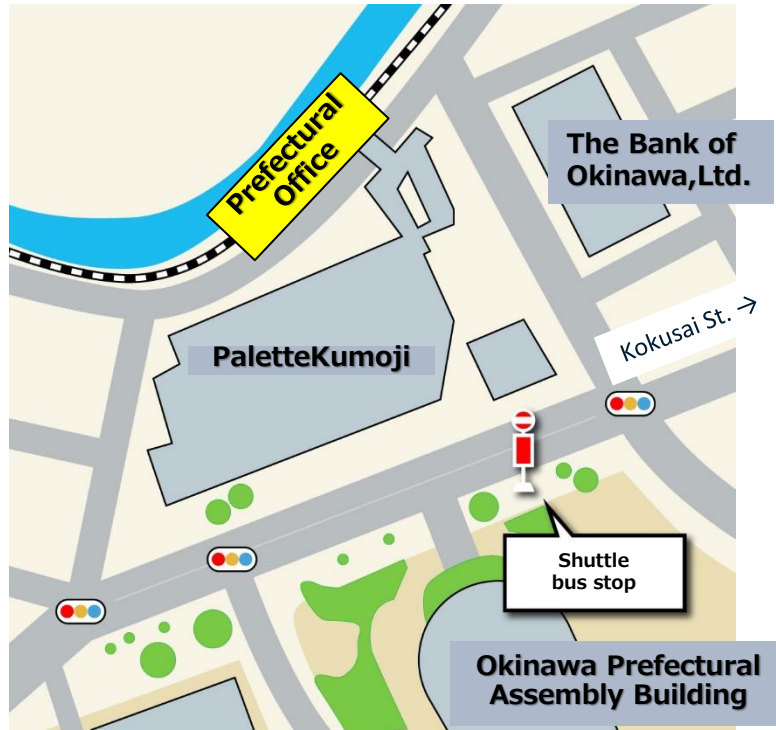 Prefectural
Office
The Bank of
Okinawa,Ltd.
Kokusai St. →
PaletteKumoji
Shuttle
bus stop
Okinawa Prefectural
Assembly Building